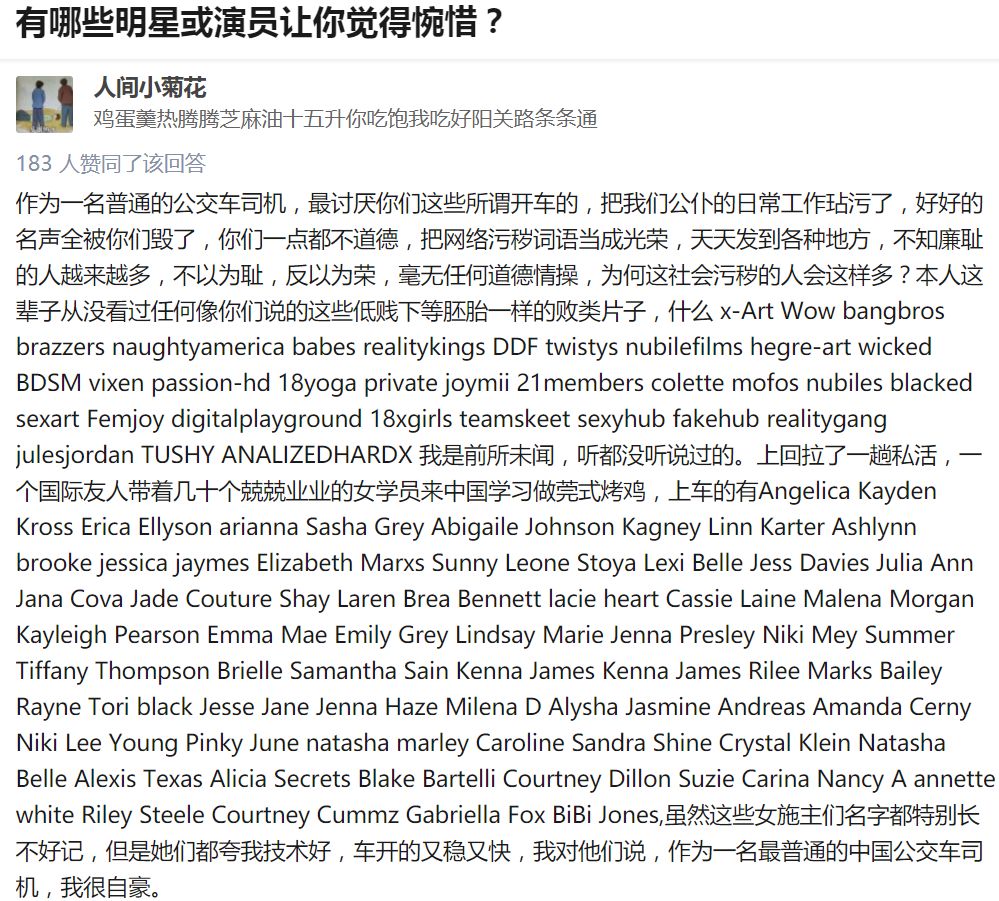 有哪些明星或演员让你觉得惋惜？
人间小菊花
鸡蛋羹热腾腾芝麻油十五升你吃饱我吃好阳关路条条通
183 人赞同了该回答
作为一名普通的公交车司机，最讨厌你们这些所谓开车的，把我们公仆的日常工作玷污了，好好的
名声全被你们毁了，你们一点都不道德，把网络污秽词语当成光荣，天天发到各种地方，不知廉耻
的人越来越多，不以为耻，反以为荣，毫无任何道德情操，为何这社会污秽的人会这样多？本人这
辈子从没看过任何像你们说的这些低贱下等胚胎一样的败类片子，什么 x-Art Wow bangbros
brazzers naughtyamerica babes realitykings DDF twistys nubilefilms hegre-art wicked
BDSM vixen passion-hd 18yoga private joymii 21members colette mofos nubiles blacked
sexart Femjoy digitalplayground 18xgirls teamskeet sexyhub fakehub realitygang
julesjordan TUSHY ANALIZEDHARDX 我是前所未闻，听都没听说过的。上回拉了一趟私活，一
个国际友人带着几十个兢兢业业的女学员来中国学习做莞式烤鸡，上车的有Angelica Kayden
Kross Erica Ellyson arianna Sasha Grey Abigaile Johnson Kagney Linn Karter Ashlynn
brooke jessica jaymes Elizabeth Marxs Sunny Leone Stoya Lexi Belle Jess Davies Julia Ann
Jana Cova Jade Couture Shay Laren Brea Bennett lacie heart Cassie Laine Malena Morgan
Kayleigh Pearson Emma Mae Emily Grey Lindsay Marie Jenna Presley Niki Mey Summer
Tiffany Thompson Brielle Samantha Sain Kenna James Kenna James Rilee Marks Bailey
Rayne Tori black Jesse Jane Jenna Haze Milena D Alysha Jasmine Andreas Amanda Cerny
Niki Lee Young Pinky June natasha marley Caroline Sandra Shine Crystal Klein Natasha
Belle Alexis Texas Alicia Secrets Blake Bartelli Courtney Dillon Suzie Carina Nancy A annette
white Riley Steele Courtney Cummz Gabriella Fox BiBi Jones,虽然这些女施主们名字都特别长
不好记，但是她们都夸我技术好，车开的又稳又快，我对他们说，作为一名最普通的中国公交车司
机，我很自豪。